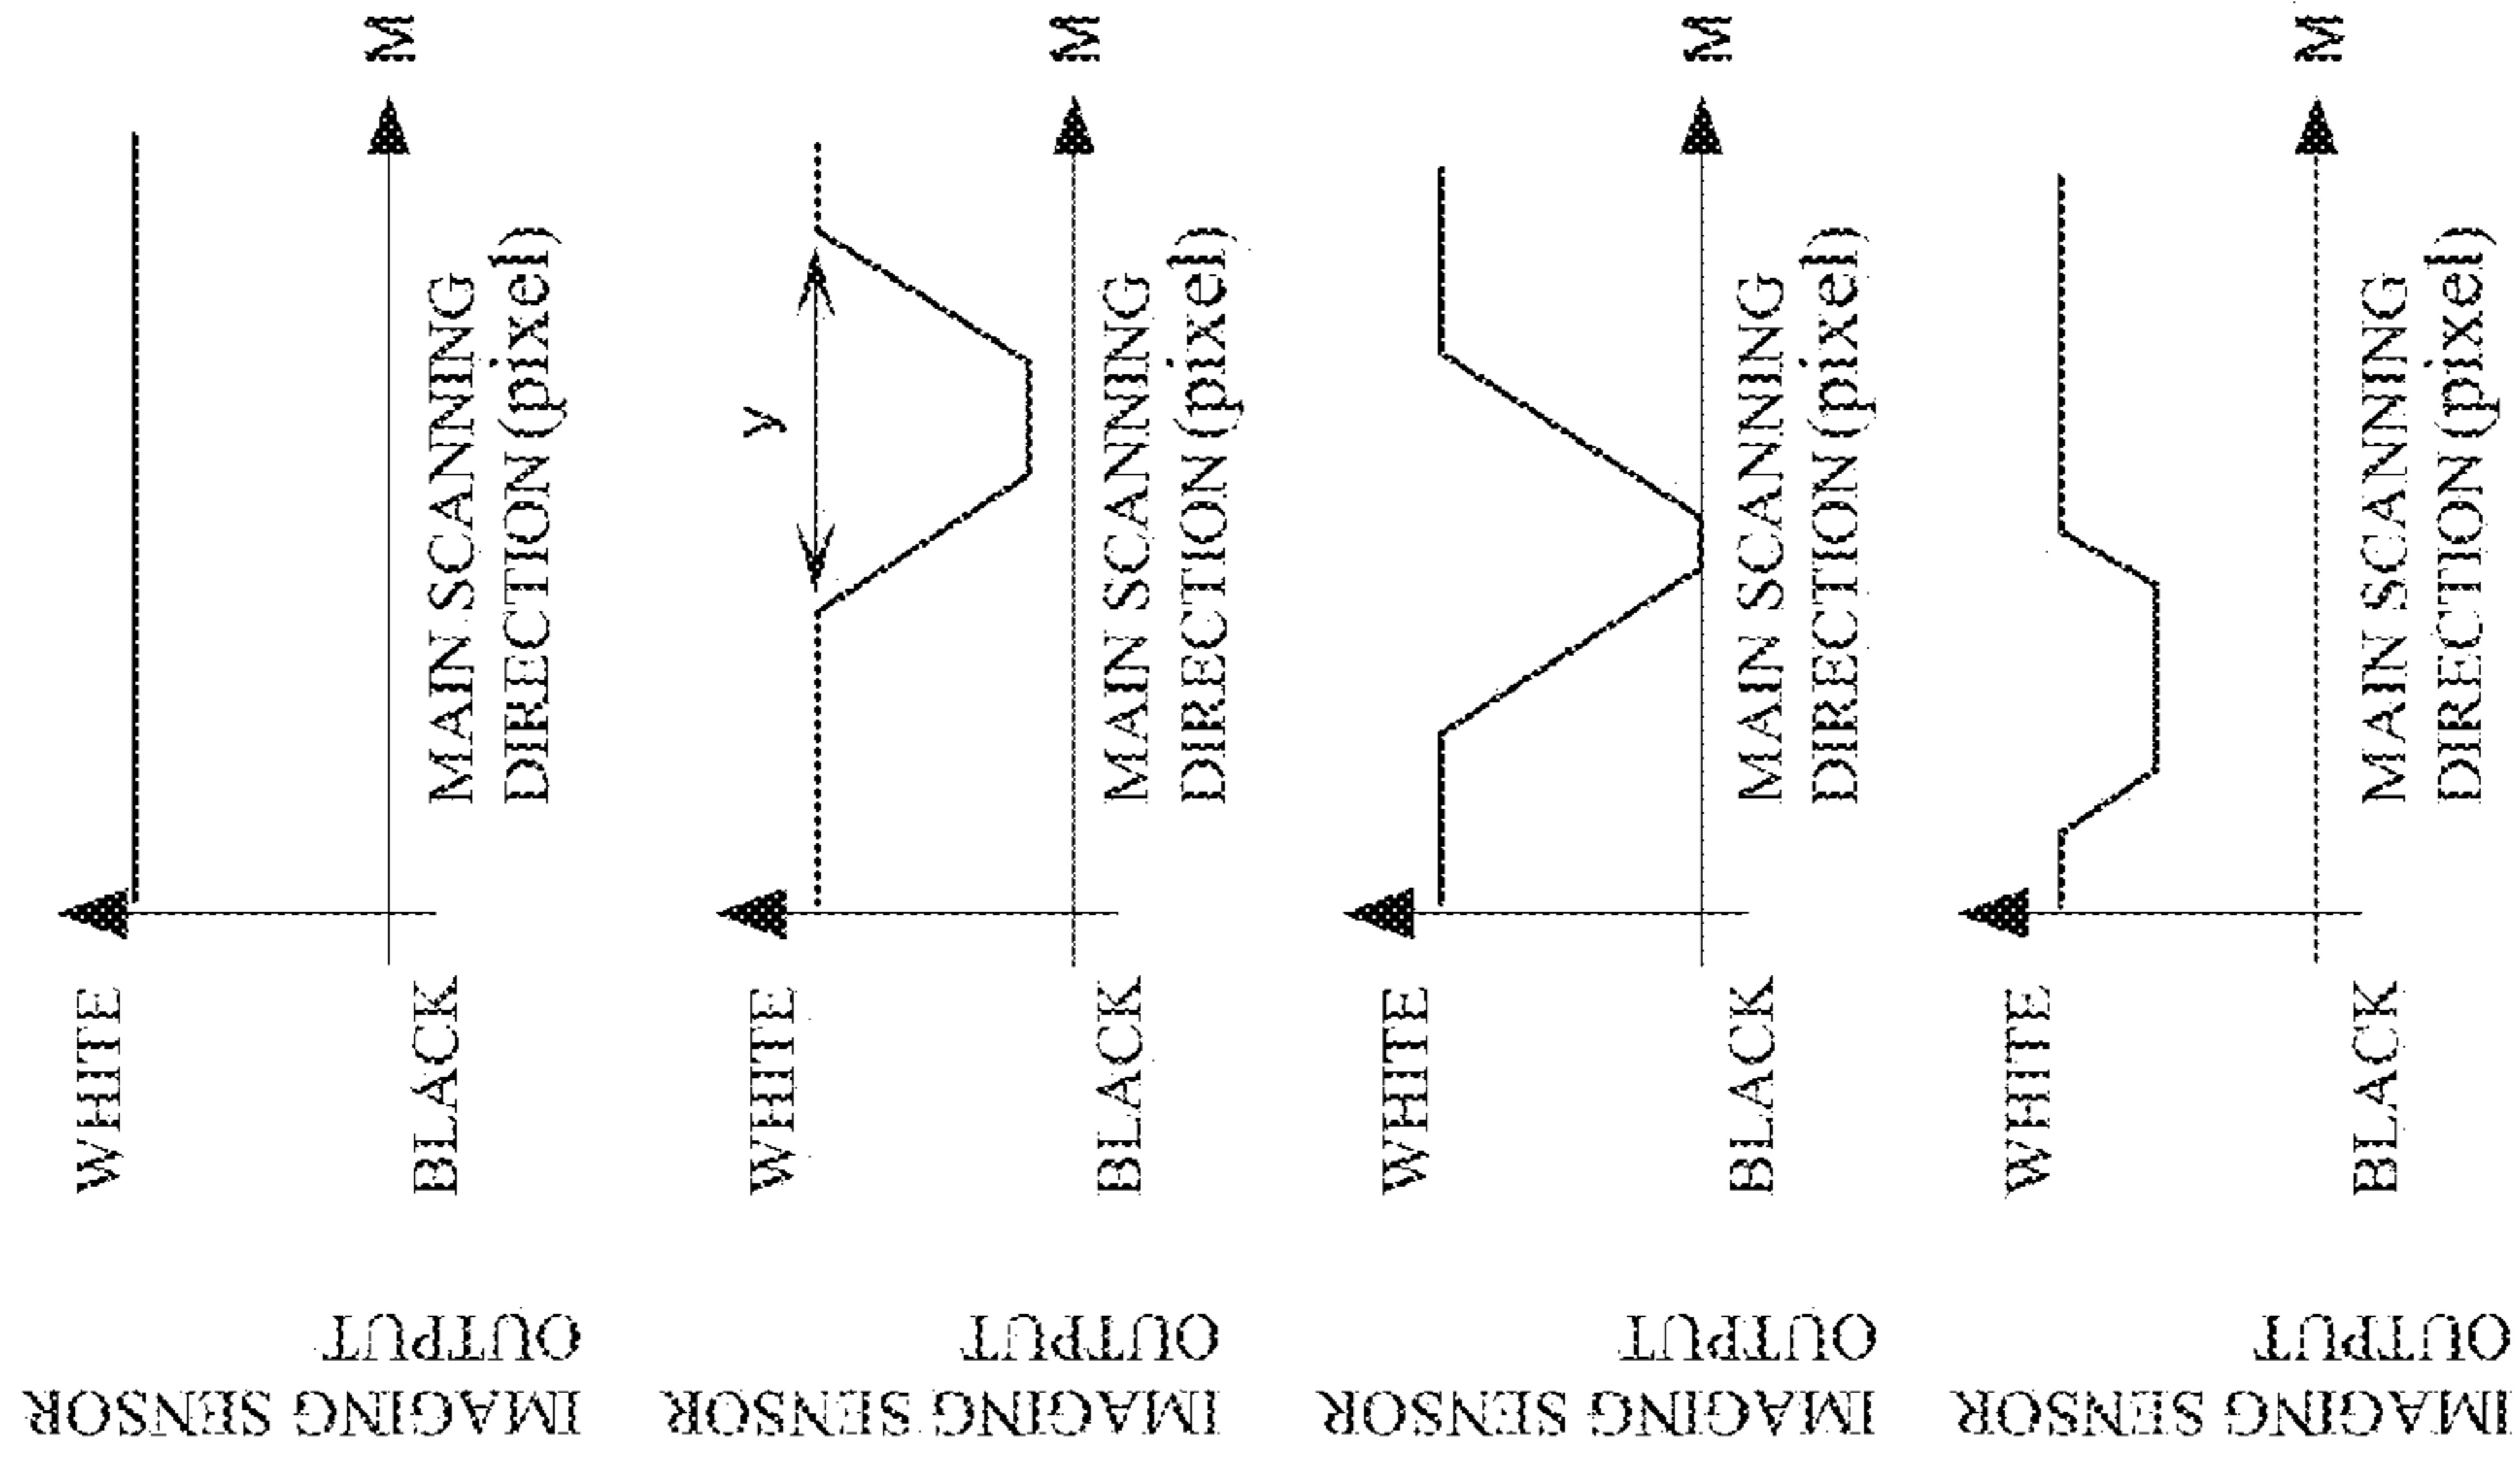 IMAGING SENSOR
OUTPUT
WHITE
BLACK
MAIN SCANNING
DIRECTION (pixel)
M
IMAGING SENSOR
OUTPUT
WHITE
BLACK
y
MAIN SCANNING
DIRECTION (pixel)
M
IMAGING SENSOR
OUTPUT
WHITE
BLACK
MAIN SCANNING
DIRECTION (pixel)
M
IMAGING SENSOR
OUTPUT
WHITE
BLACK
MAIN SCANNING
DIRECTION (pixel)
M